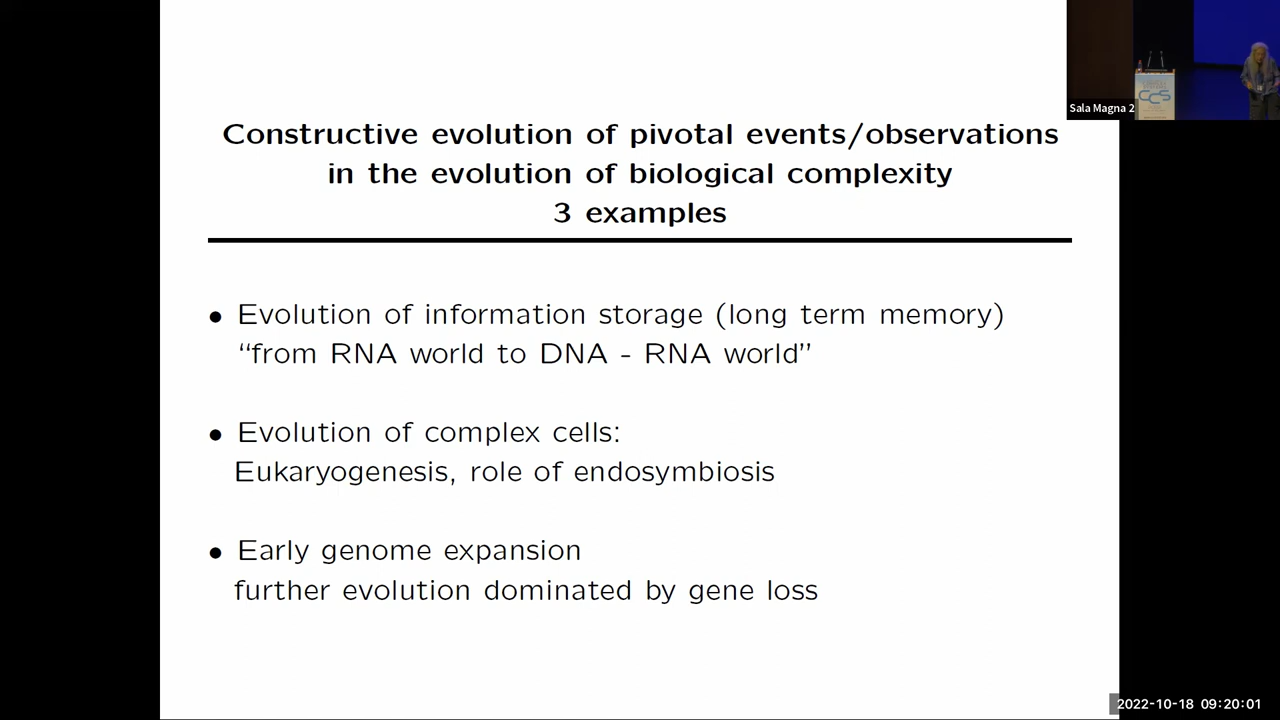 Constructive evolution of pivotal events/observations
in the evolution of biological complexity
3 examples
• Evolution of information storage (long term memory)
“from RNA world to DNA - RNA world”
• Evolution of complex cells:
Eukaryogenesis, role of endosymbiosis
• Early genome expansion
further evolution dominated by gene loss
Sala Magna 2
CCS
2022-10-18 09:20:01